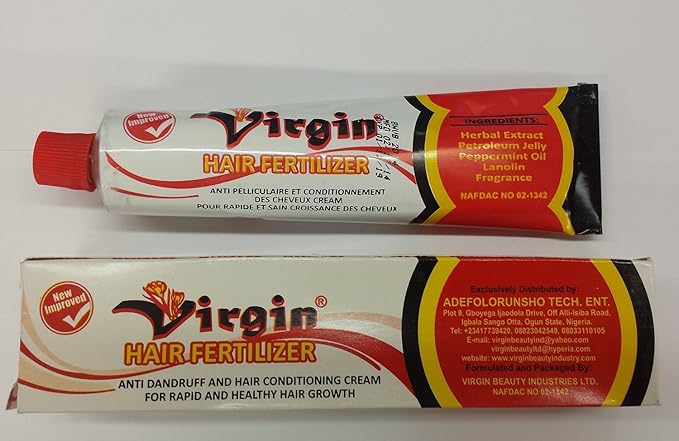 New
Improved
Virgin
HAIR FERTILIZER
ANTI PELLICULAIRE ET CONDITIONNEMENT
DES CHEVEUX CREAM
POUR RAPIDE ET SAIN CROISSANCE DES CHEVEUX
INGREDIENTS:
Herbal Extract
Petroleum Jelly
Peppermint Oil
Lanolin
Fragrance
NAFDAC NO 02-1342
New
Improved
Virgin®
HAIR FERTILIZER
ANTI DANDRUFF AND HAIR CONDITIONING CREAM
FOR RAPID AND HEALTHY HAIR GROWTH
Exclusively Distributed by:
ADEFOLORUNSHO TECH. ENT.
Plot 9, Gboyega Ijaodola Drive, Off Alli-Isiba Road,
Igbala Sango Otta, Ogun State, Nigeria.
Tel: +23417739420, 08023042549, 08033110105
E-mail: virginbeautyind@yahoo.com
virginbeautyltd@hyperia.com
website: www.virginbeautyindustry.com
Formulated and Packaged By:
VIRGIN BEAUTY INDUSTRIES LTD.
NAFDAC NO 02-1342